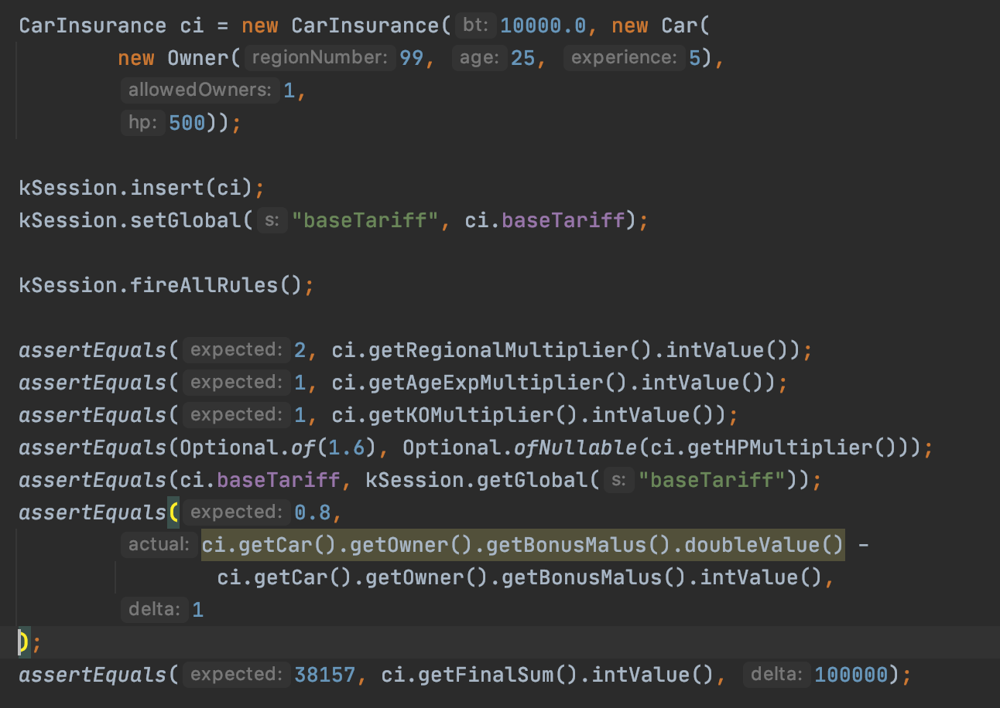 CarInsurance ci = new CarInsurance( bt: 10000.0, new Car(
new Owner( regionNumber: 99, age: 25, experience: 5),
allowedOwners: 1,
hp: 500));
kSession.insert(ci);
kSession.setGlobal( s: "baseTariff", ci.baseTariff);
kSession.fireAllRules();
assertEquals( expected: 2, ci.getRegionalMultiplier().intValue());
assertEquals( expected: 1, ci.getAgeExpMultiplier().intValue());
assertEquals( expected: 1, ci.getKOMultiplier().intValue());
assertEquals(Optional.of(1.6), Optional.ofNullable(ci.getHPMultiplier()));
assertEquals(ci.baseTariff, kSession.getGlobal( s: "baseTariff"));
assertEquals( expected: 0.8,
actual: ci.getCar().getOwner().getBonusMalus().doubleValue() -
ci.getCar().getOwner().getBonusMalus().intValue(),
delta: 1
);
assertEquals( expected: 38157, ci.getFinalSum().intValue(), delta: 100000);